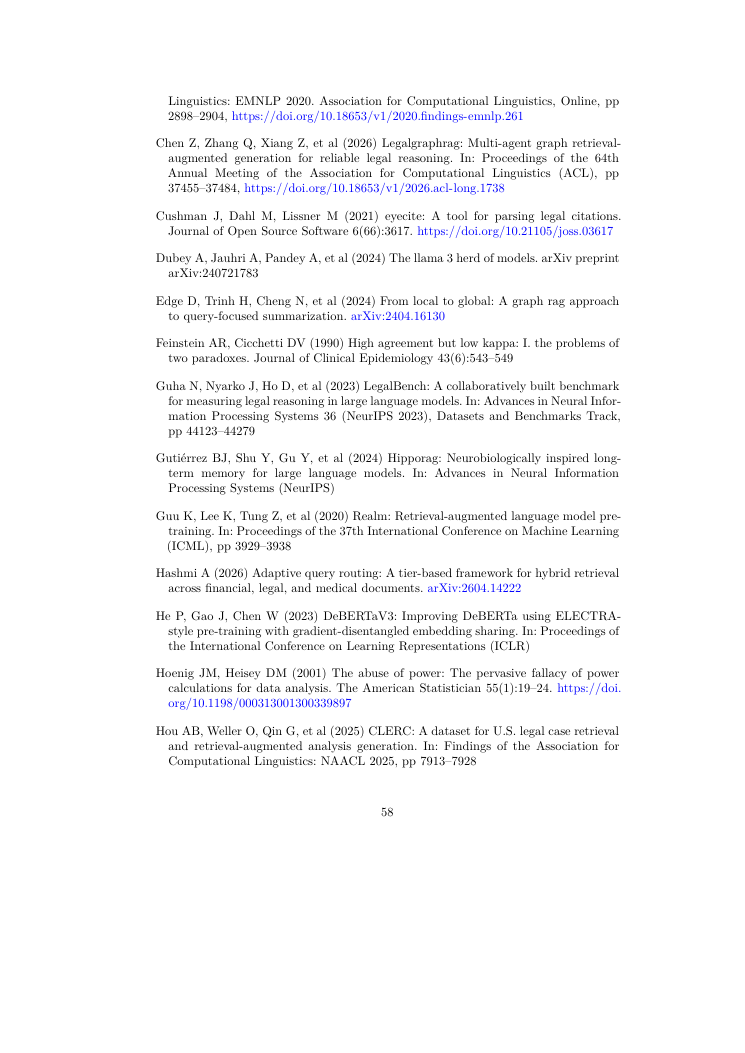 Linguistics: EMNLP 2020. Association for Computational Linguistics, Online, pp
2898–2904, https://doi.org/10.18653/v1/2020.findings-emnlp.261
Chen Z, Zhang Q, Xiang Z, et al (2026) Legalgraphrag: Multi-agent graph retrieval-
augmented generation for reliable legal reasoning. In: Proceedings of the 64th
Annual Meeting of the Association for Computational Linguistics (ACL), pp
37455–37484, https://doi.org/10.18653/v1/2026.acl-long.1738
Cushman J, Dahl M, Lissner M (2021) eyecite: A tool for parsing legal citations.
Journal of Open Source Software 6(66):3617. https://doi.org/10.21105/joss.03617
Dubey A, Jauhri A, Pandey A, et al (2024) The llama 3 herd of models. arXiv preprint
arXiv:240721783
Edge D, Trinh H, Cheng N, et al (2024) From local to global: A graph rag approach
to query-focused summarization. arXiv:2404.16130
Feinstein AR, Cicchetti DV (1990) High agreement but low kappa: I. the problems of
two paradoxes. Journal of Clinical Epidemiology 43(6):543–549
Guha N, Nyarko J, Ho D, et al (2023) LegalBench: A collaboratively built benchmark
for measuring legal reasoning in large language models. In: Advances in Neural Infor-
mation Processing Systems 36 (NeurIPS 2023), Datasets and Benchmarks Track,
pp 44123–44279
Gutiérrez BJ, Shu Y, Gu Y, et al (2024) Hipporag: Neurobiologically inspired long-
term memory for large language models. In: Advances in Neural Information
Processing Systems (NeurIPS)
Guu K, Lee K, Tung Z, et al (2020) Realm: Retrieval-augmented language model pre-
training. In: Proceedings of the 37th International Conference on Machine Learning
(ICML), pp 3929–3938
Hashmi A (2026) Adaptive query routing: A tier-based framework for hybrid retrieval
across financial, legal, and medical documents. arXiv:2604.14222
He P, Gao J, Chen W (2023) DeBERTaV3: Improving DeBERTa using ELECTRA-
style pre-training with gradient-disentangled embedding sharing. In: Proceedings of
the International Conference on Learning Representations (ICLR)
Hoenig JM, Heisey DM (2001) The abuse of power: The pervasive fallacy of power
calculations for data analysis. The American Statistician 55(1):19–24. https://doi.
org/10.1198/000313001300339897
Hou AB, Weller O, Qin G, et al (2025) CLERC: A dataset for U.S. legal case retrieval
and retrieval-augmented analysis generation. In: Findings of the Association for
Computational Linguistics: NAACL 2025, pp 7913–7928
58